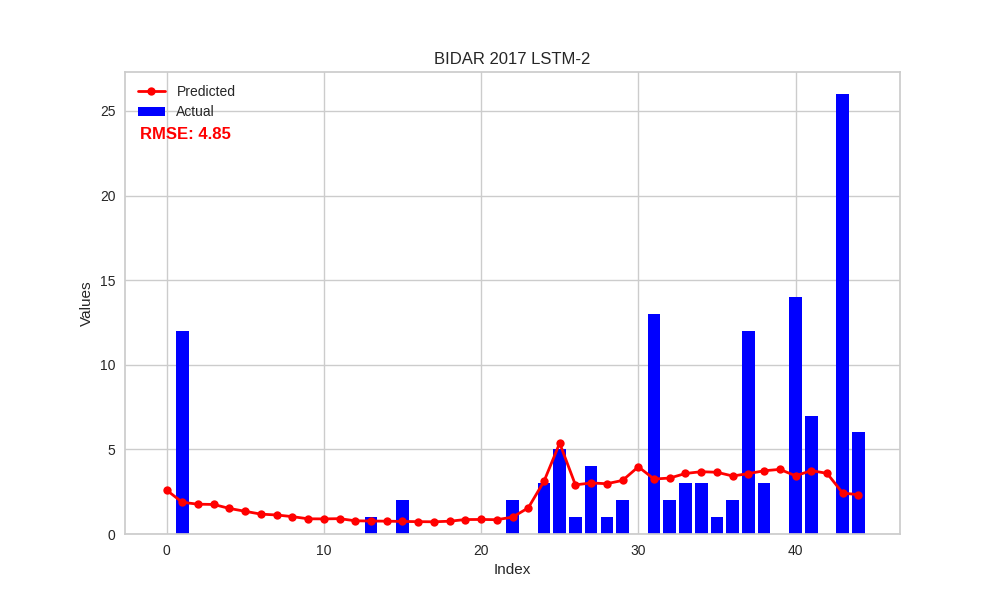 BIDAR 2017 LSTM-2
Predicted
Actual
RMSE: 4.85
Values
25
20
15
10
5
0
0 10 20 30 40
Index